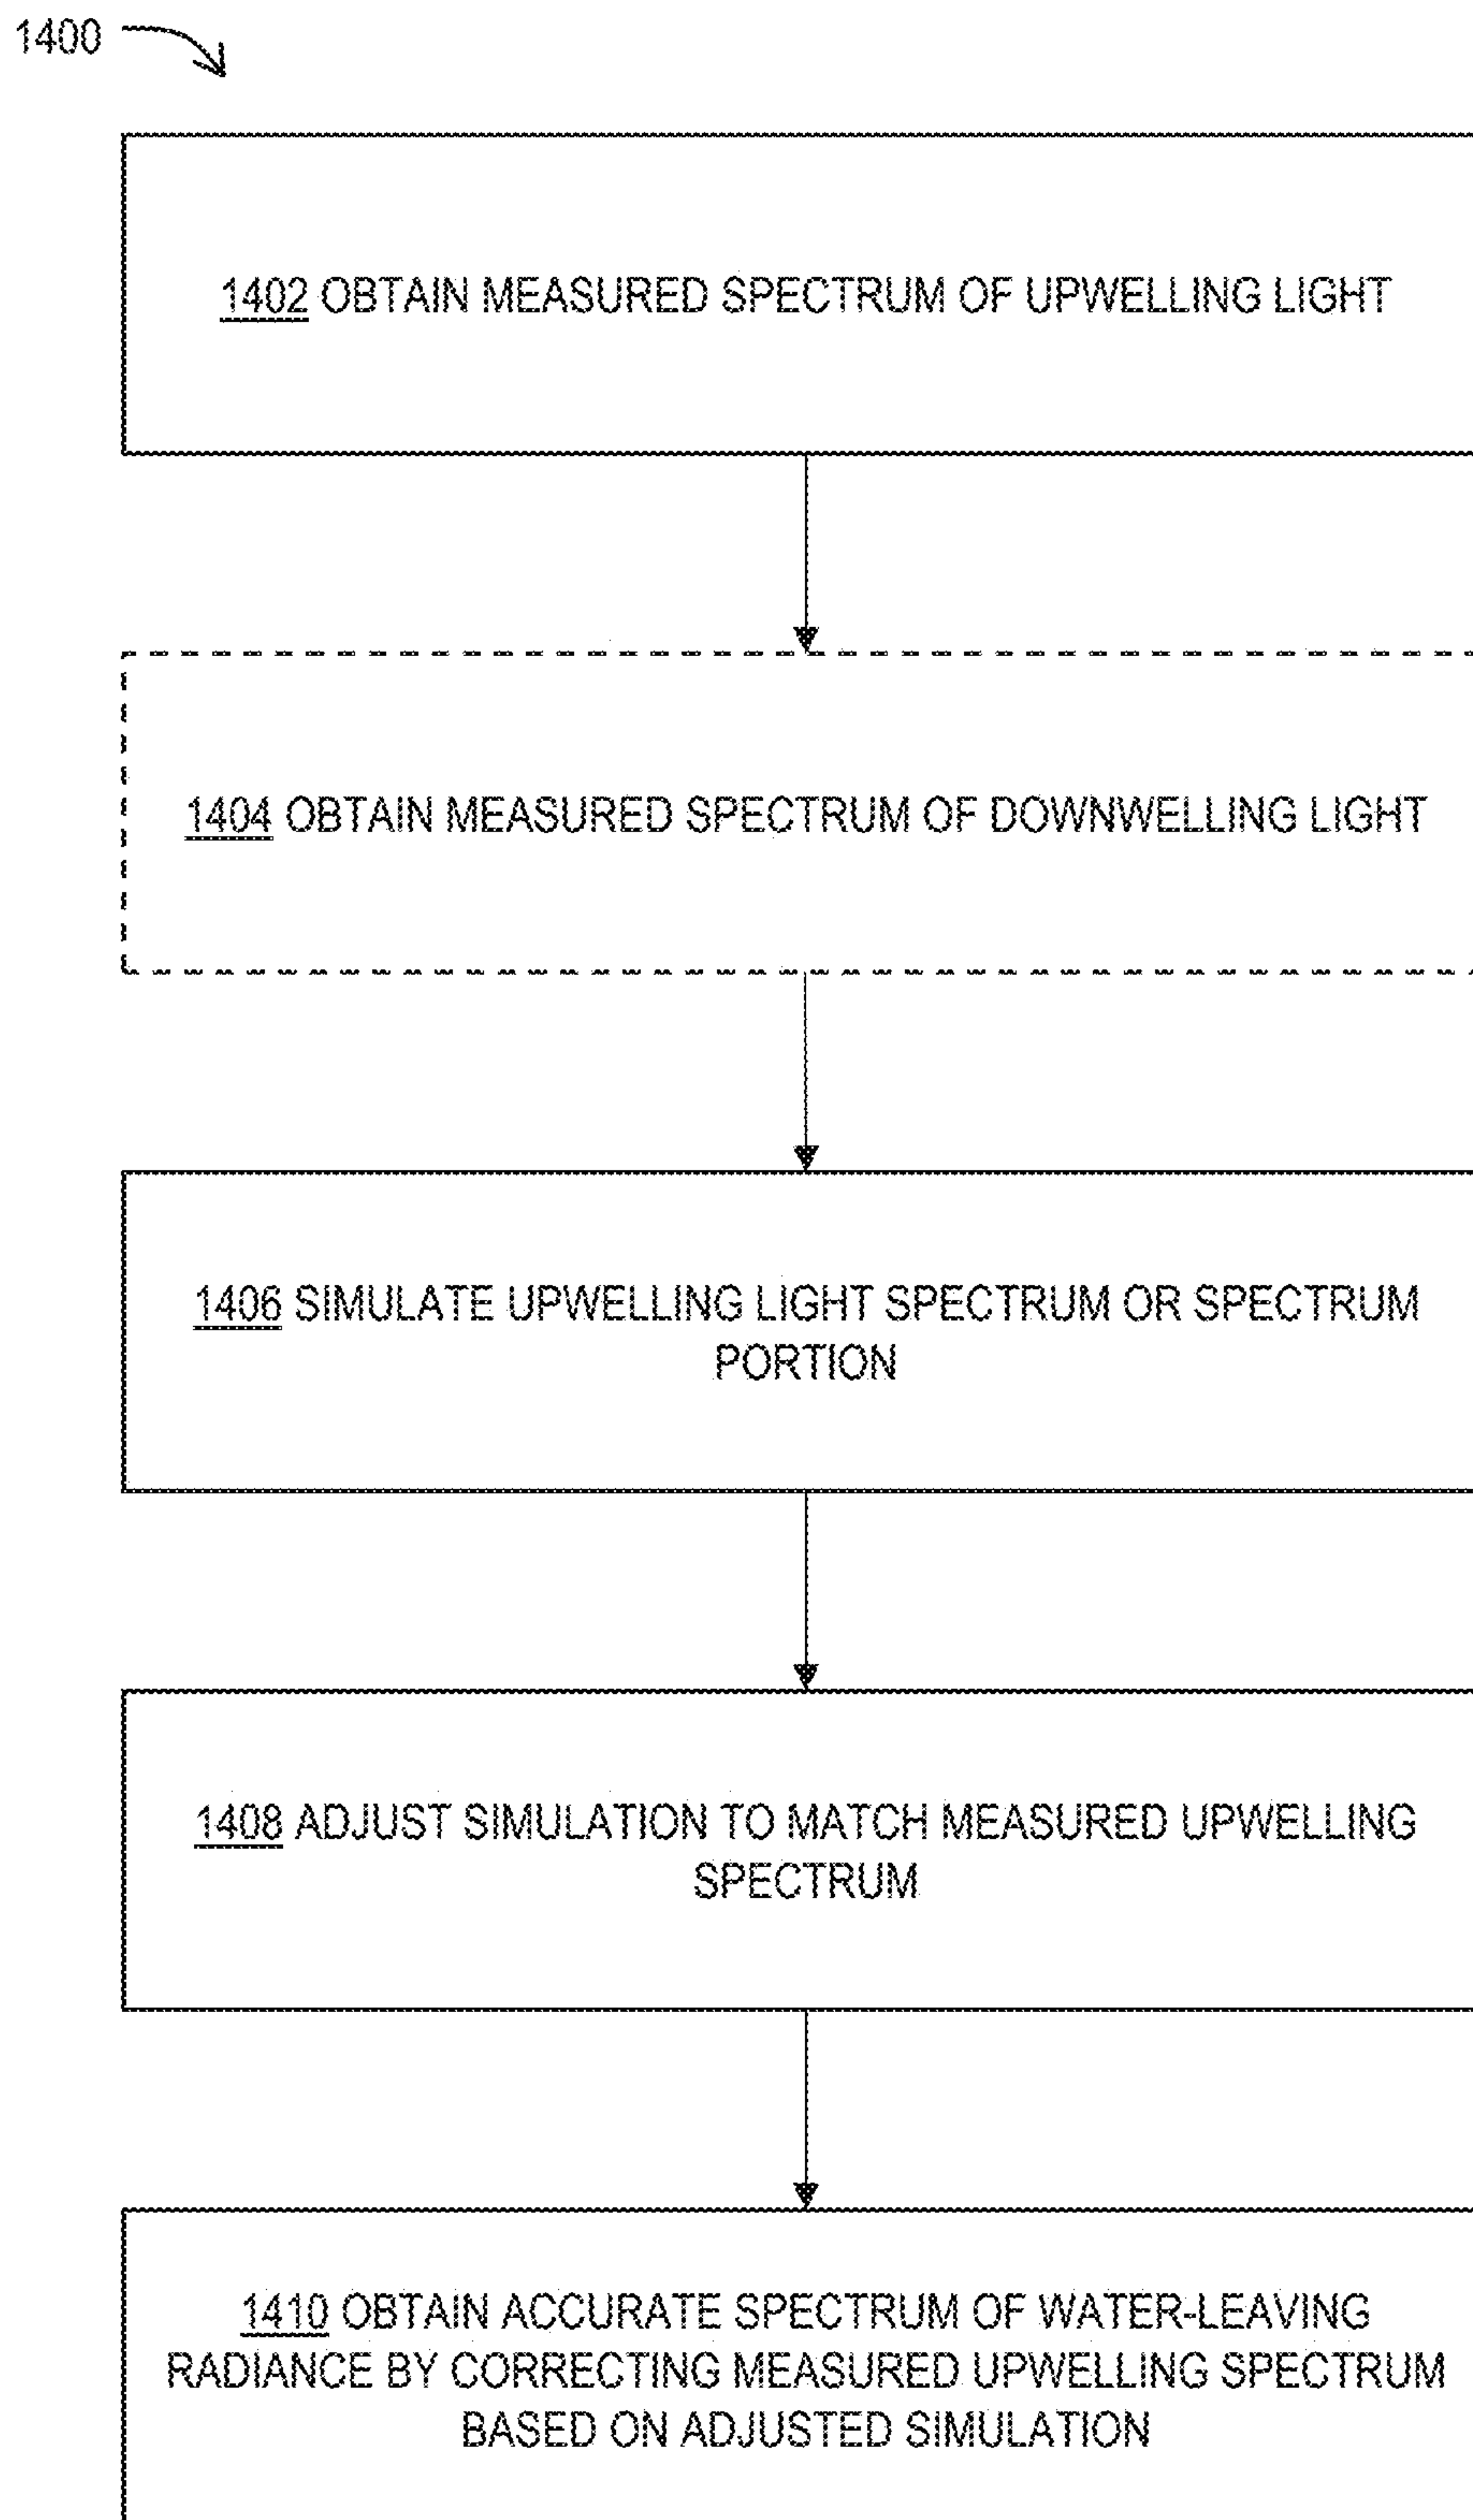 1400
1402 OBTAIN MEASURED SPECTRUM OF UPWELLING LIGHT
1404 OBTAIN MEASURED SPECTRUM OF DOWNWELLING LIGHT
1406 SIMULATE UPWELLING LIGHT SPECTRUM OR SPECTRUM
PORTION
1408 ADJUST SIMULATION TO MATCH MEASURED UPWELLING
SPECTRUM
1410 OBTAIN ACCURATE SPECTRUM OF WATER-LEAVING
RADIANCE BY CORRECTING MEASURED UPWELLING SPECTRUM
BASED ON ADJUSTED SIMULATION